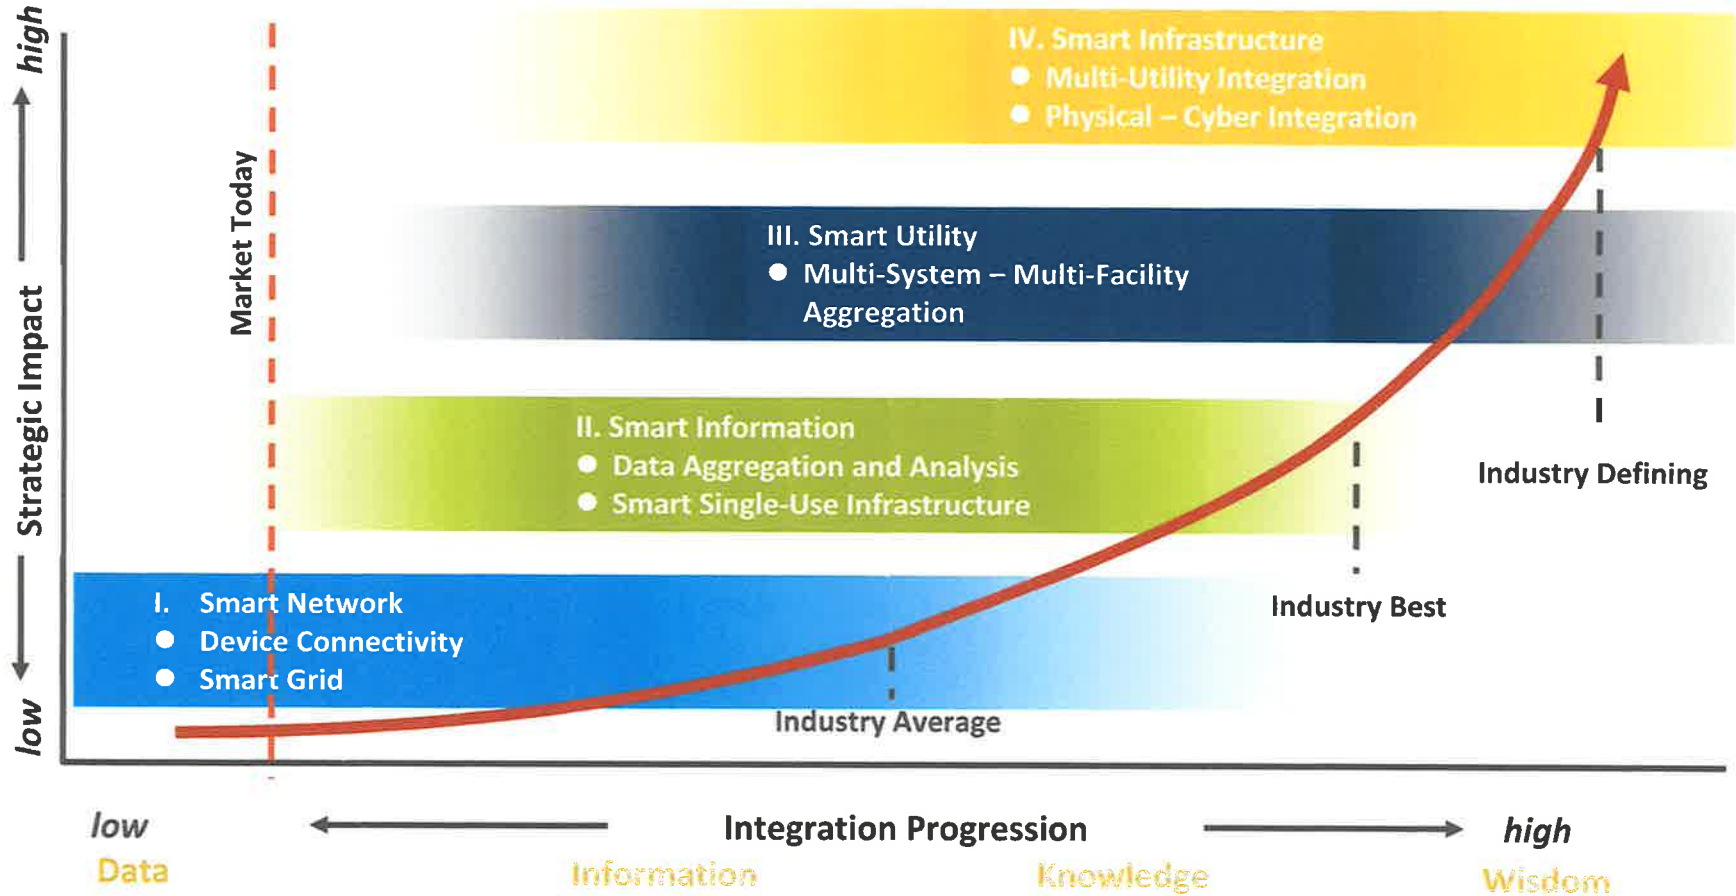 high
Strategic Impact
low
Market Today
IV. Smart Infrastructure
● Multi-Utility Integration
● Physical – Cyber Integration
III. Smart Utility
● Multi-System – Multi-Facility
Aggregation
II. Smart Information
● Data Aggregation and Analysis
● Smart Single-Use Infrastructure
I. Smart Network
● Device Connectivity
● Smart Grid
Industry Defining
Industry Best
Industry Average
low Integration Progression high
Data Information Knowledge Wisdom